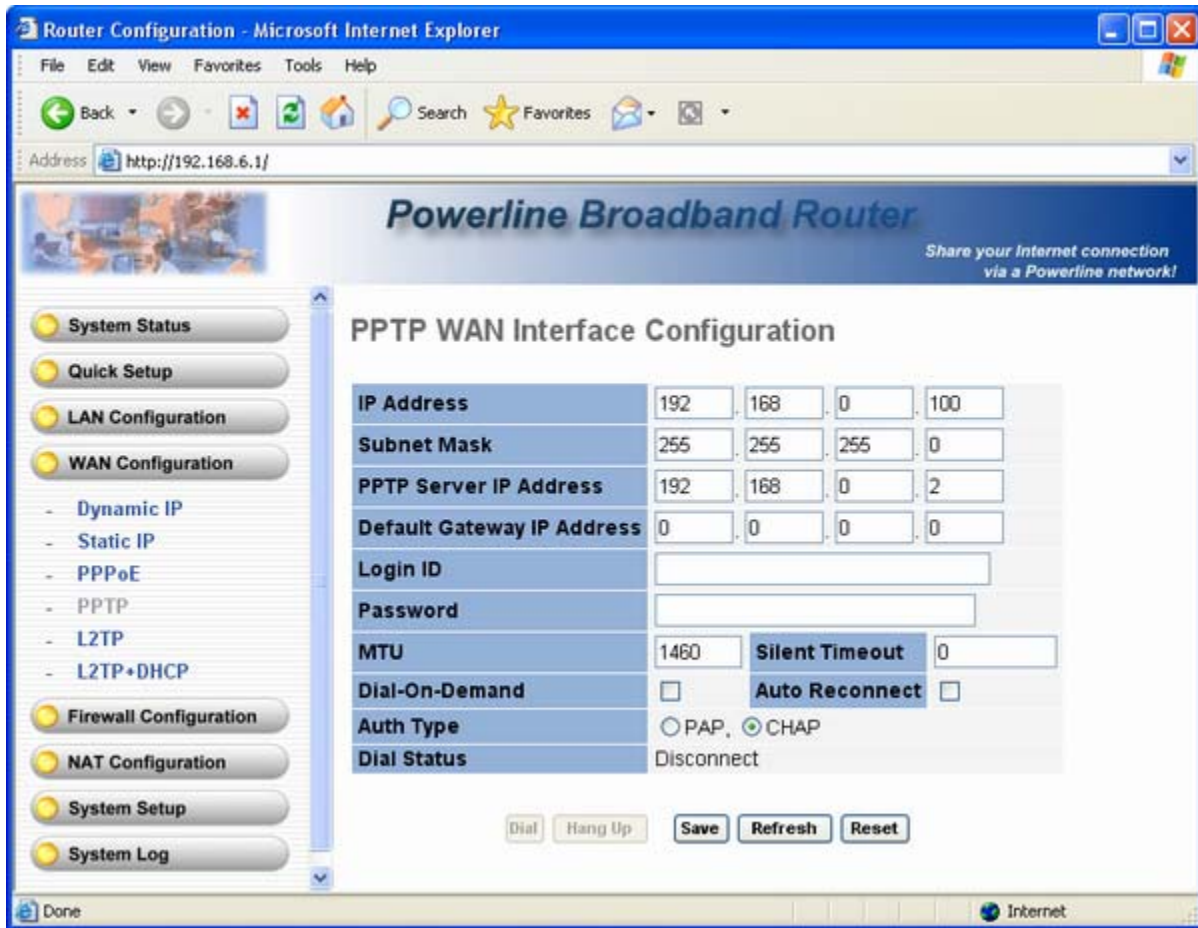 Router Configuration - Microsoft Internet Explorer
File Edit View Favorites Tools Help
Back Search Favorites
Address http://192.168.6.1/
Powerline Broadband Router
Share your Internet connection
via a Powerline network!
System Status
Quick Setup
LAN Configuration
WAN Configuration
- Dynamic IP
- Static IP
- PPPoE
- PPTP
- L2TP
- L2TP+DHCP
Firewall Configuration
NAT Configuration
System Setup
System Log
PPTP WAN Interface Configuration
IP Address 192 . 168 . 0 . 100
Subnet Mask 255 . 255 . 255 . 0
PPTP Server IP Address 192 . 168 . 0 . 2
Default Gateway IP Address 0 . 0 . 0 . 0
Login ID
Password
MTU 1460 Silent Timeout 0
Dial-On-Demand Auto Reconnect
Auth Type PAP, CHAP
Dial Status Disconnect
Dial Hang Up Save Refresh Reset
Done Internet